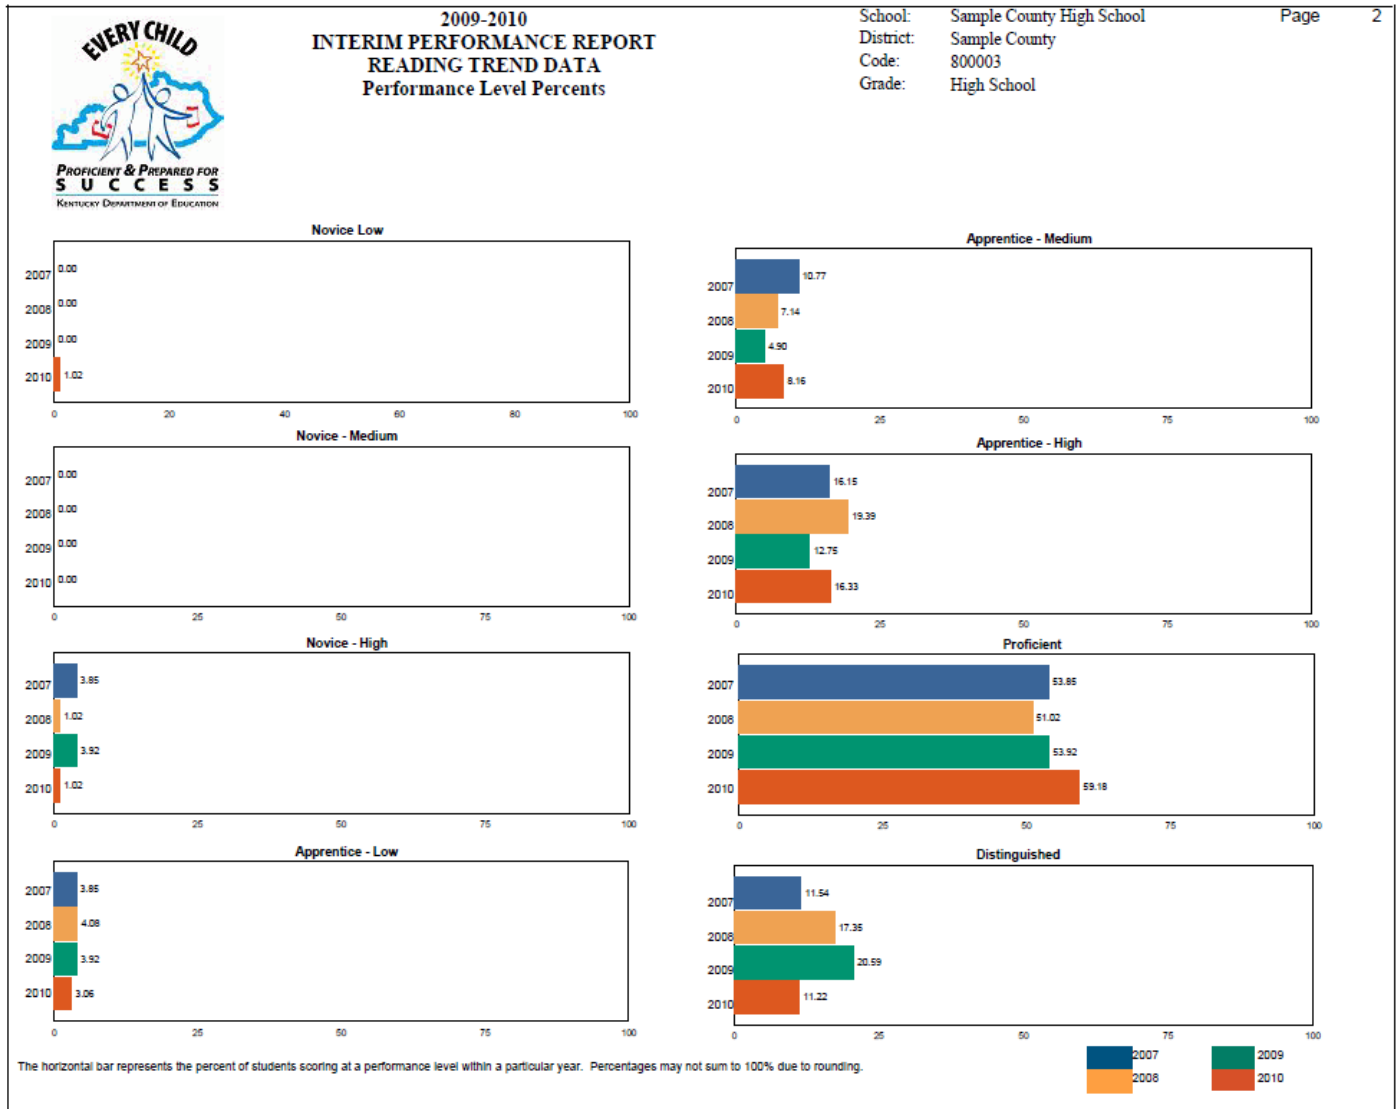 EVERY CHILD
PROFICIENT & PREPARED FOR
SUCCESS
KENTUCKY DEPARTMENT OF EDUCATION
2009-2010
INTERIM PERFORMANCE REPORT
READING TREND DATA
Performance Level Percents
School: Sample County High School
District: Sample County
Code: 800003
Grade: High School
Page 2
Novice Low
2007 0.00
2008 0.00
2009 0.00
2010 1.02
0 20 40 60 80 100
Novice - Medium
2007 0.00
2008 0.00
2009 0.00
2010 0.00
0 25 50 75 100
Novice - High
2007 3.85
2008 1.02
2009 3.92
2010 1.02
0 25 50 75 100
Apprentice - Low
2007 3.85
2008 4.08
2009 3.92
2010 3.06
0 25 50 75 100
Apprentice - Medium
2007 10.77
2008 7.14
2009 4.90
2010 8.16
0 25 50 75 100
Apprentice - High
2007 16.15
2008 19.39
2009 12.75
2010 16.33
0 25 50 75 100
Proficient
2007 53.85
2008 51.02
2009 53.92
2010 59.18
0 25 50 75 100
Distinguished
2007 11.54
2008 17.35
2009 20.59
2010 11.22
0 25 50 75 100
The horizontal bar represents the percent of students scoring at a performance level within a particular year. Percentages may not sum to 100% due to rounding.
2007 2009
2008 2010